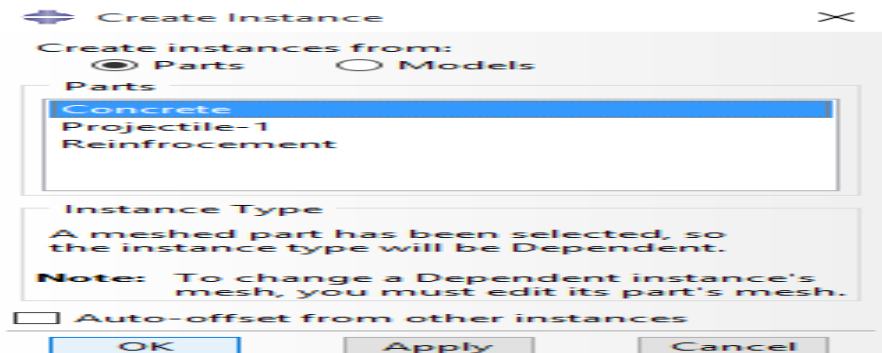 Create Instance
Create instances from:
Parts Models
Parts
Concrete
Projectile-1
Reinfrocement
Instance Type
A meshed part has been selected, so
the instance type will be Dependent.
Note: To change a Dependent instance's
mesh, you must edit its part's mesh.
Auto-offset from other instances
OK Apply Cancel